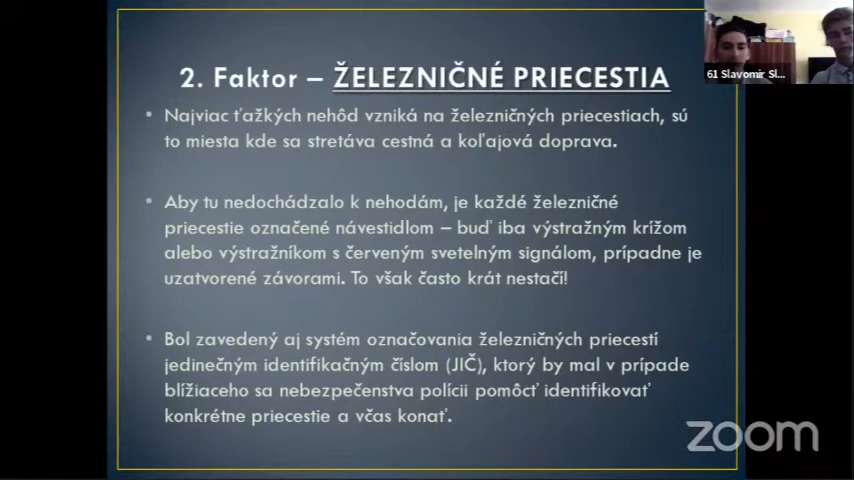 61 Slavomír Sl...
2. Faktor – ŽELEZNIČNÉ PRIECESTIA
• Najviac ťažkých nehôd vzniká na železničných priecestiach, sú
to miesta kde sa stretáva cestná a koľajová doprava.
• Aby tu nedochádzalo k nehodám, je každé železničné
priecestie označené návestidlom – buď iba výstražným krížom
alebo výstražníkom s červeným svetelným signálom, prípadne je
uzatvorené závorami. To však často krát nestačí!
• Bol zavedený aj systém označovania železničných priecestí
jedinečným identifikačným číslom (JIČ), ktorý by mal v prípade
blížiaceho sa nebezpečenstva polícii pomôcť identifikovať
konkrétne priecestie a včas konať.
zoom